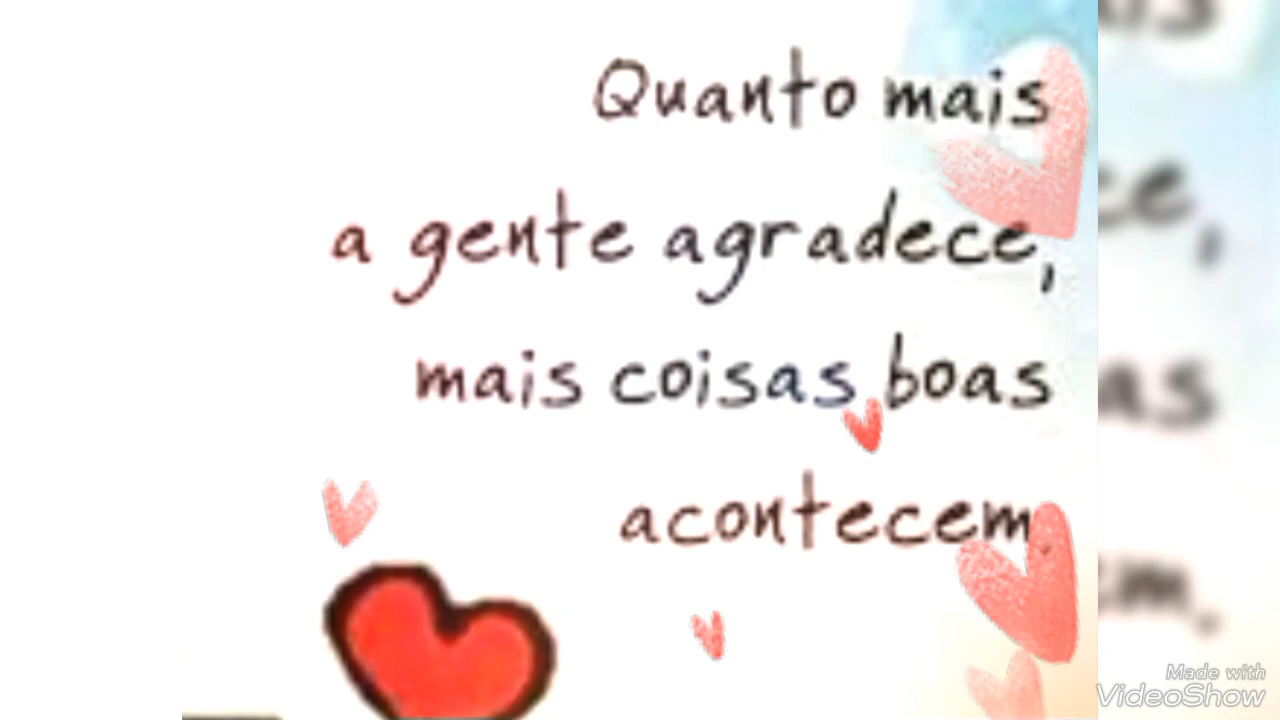 Quanto mais
a gente agradece,
mais coisas boas
acontecem.
Made with
VideoShow